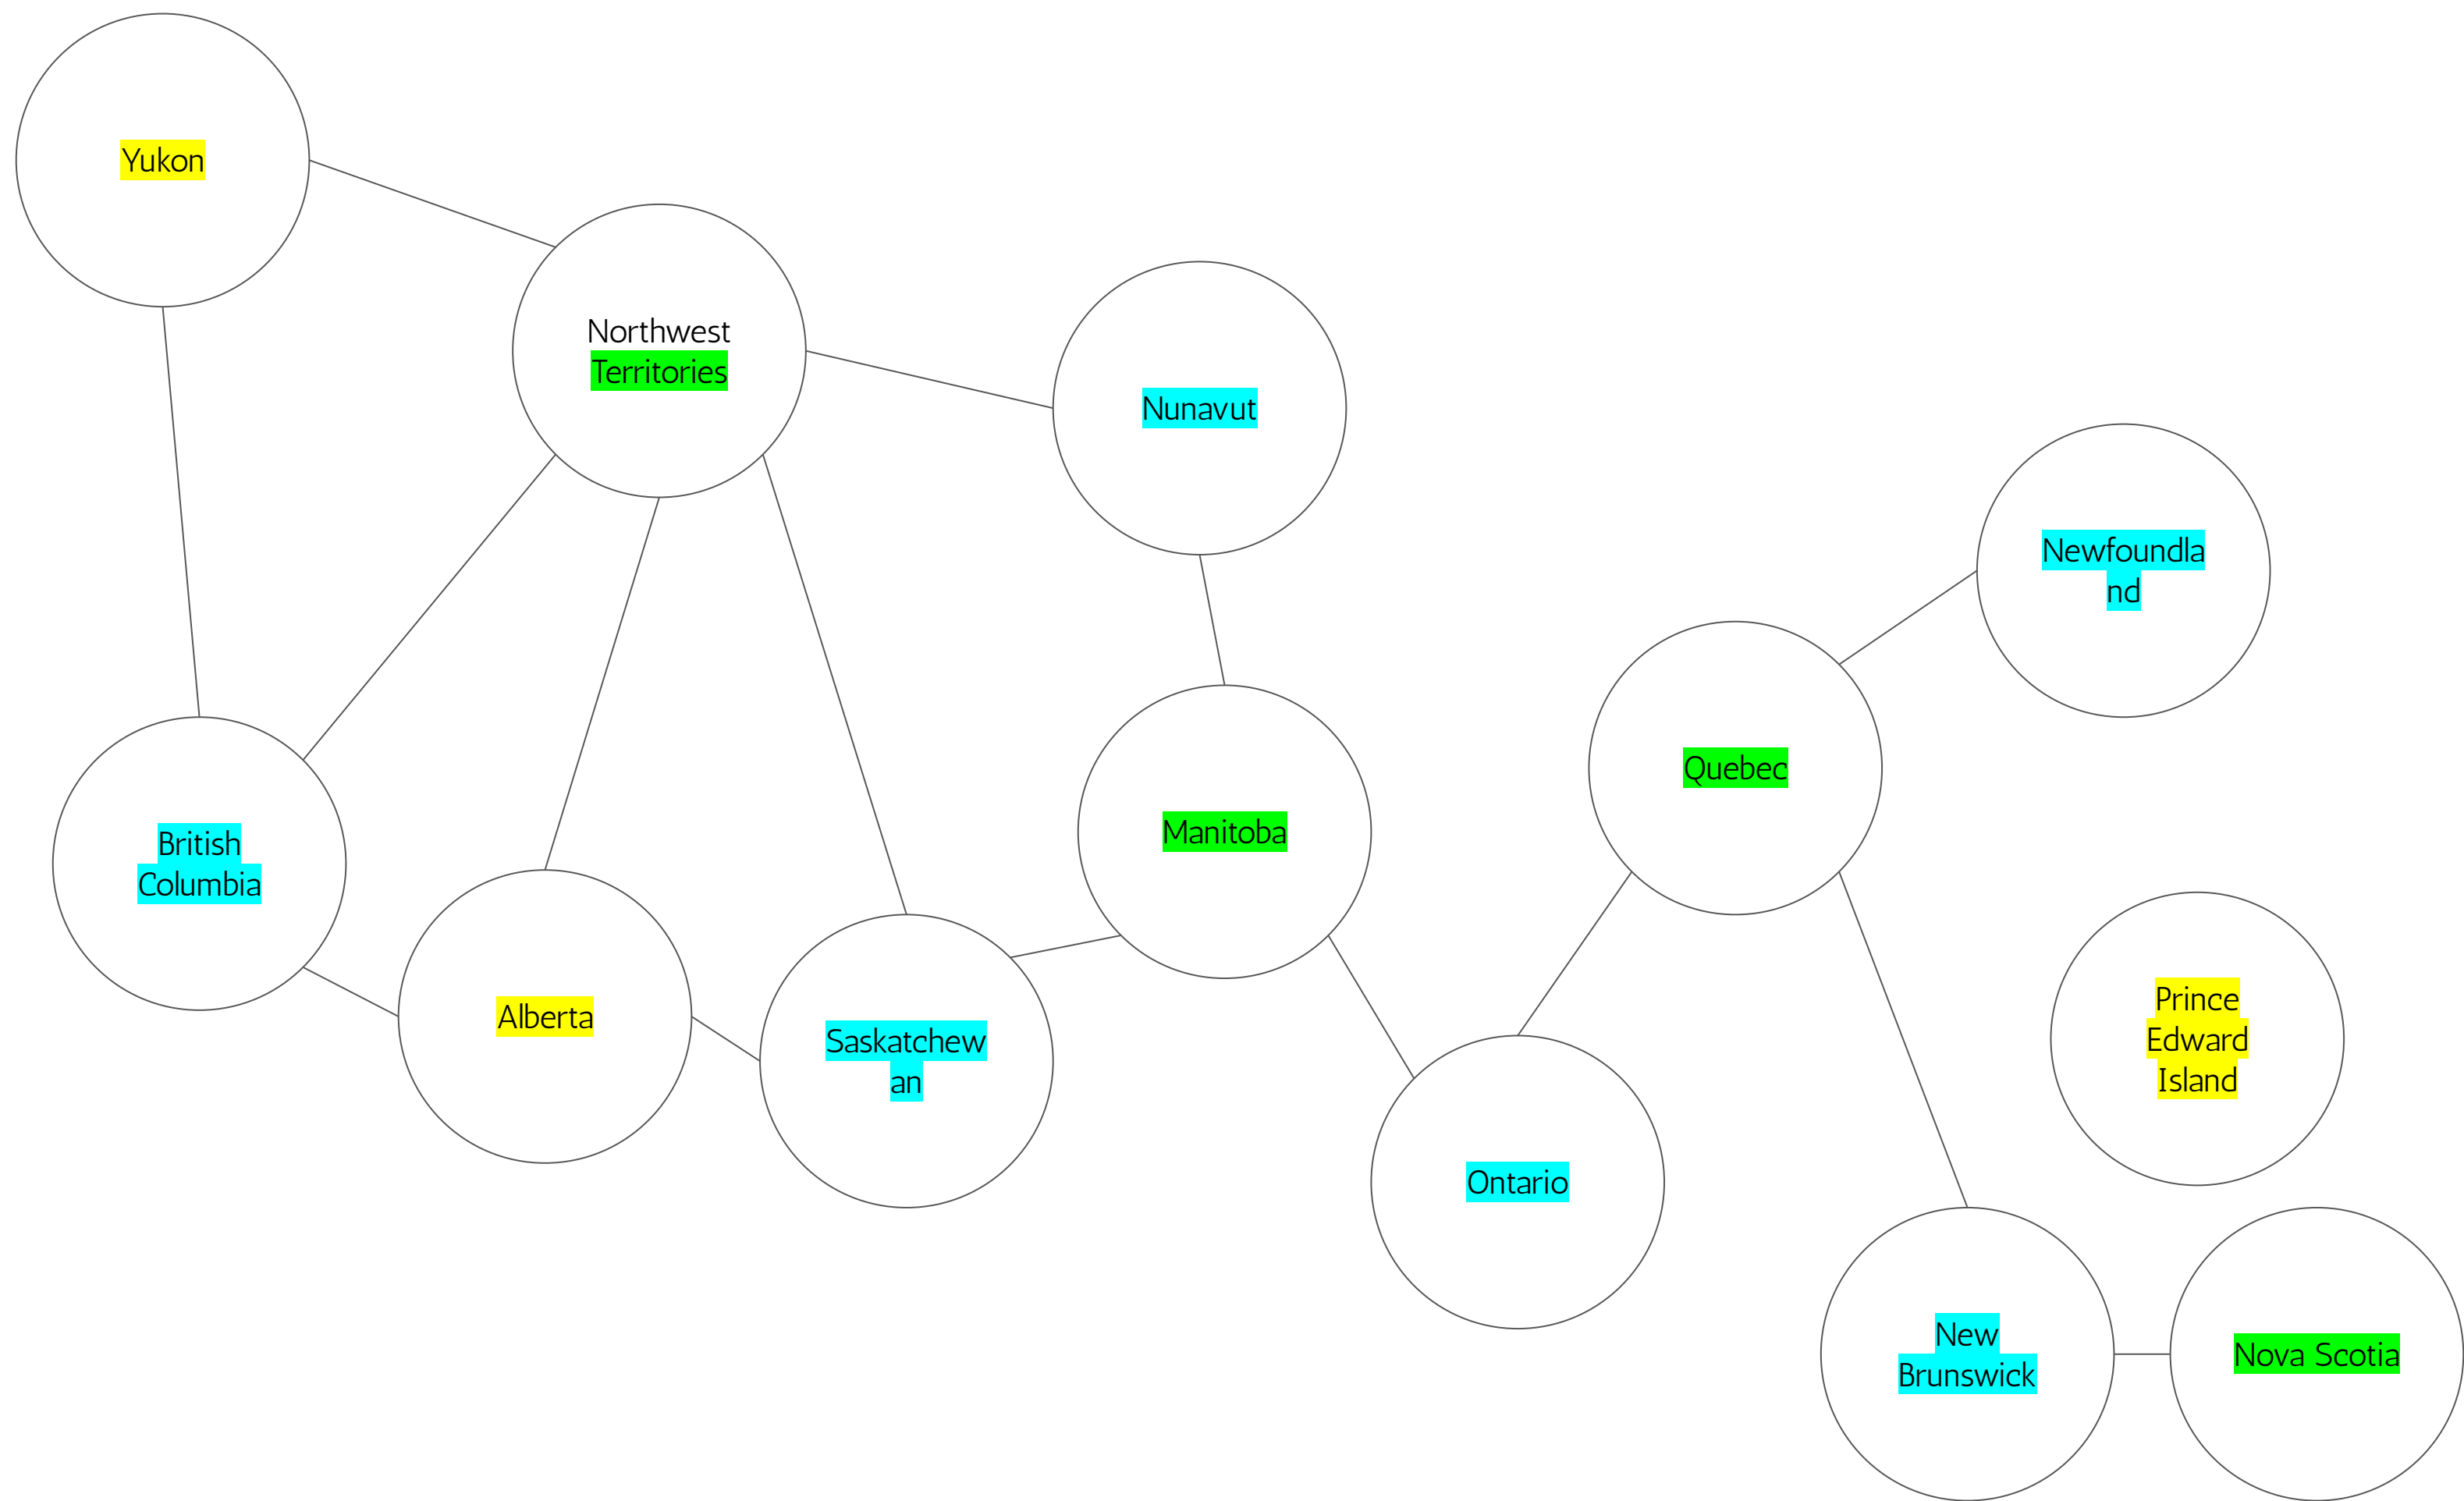 Yukon
Northwest
Territories
Nunavut
Newfoundla
nd
Quebec
Manitoba
British
Columbia
Alberta
Saskatchew
an
Prince
Edward
Island
Ontario
New
Brunswick
Nova Scotia